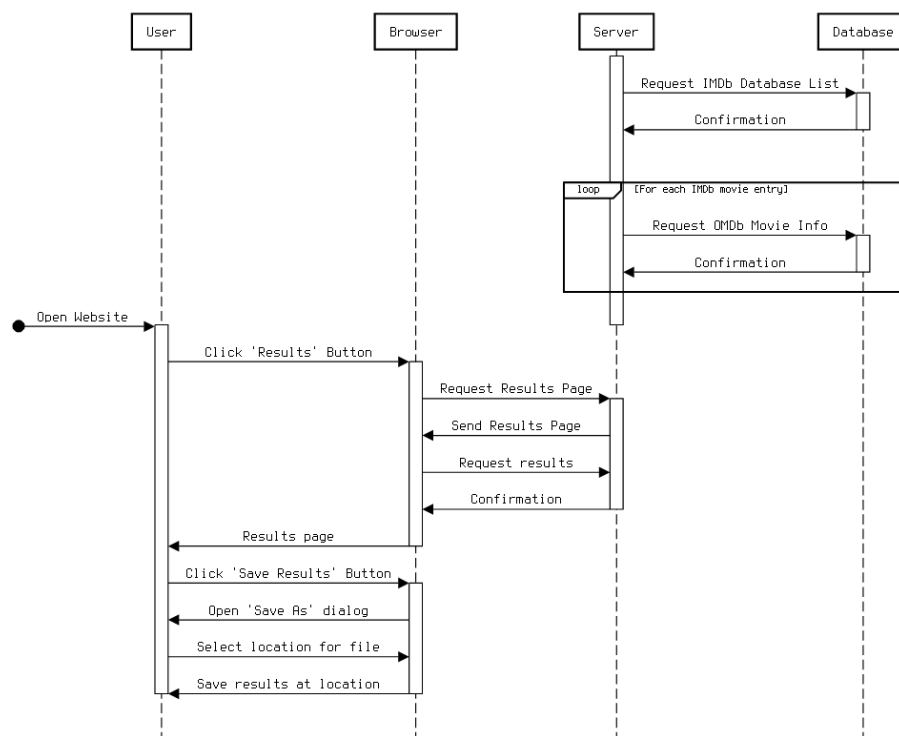 User
Browser
Server
Database
Request IMDb Database List
Confirmation
loop
[For each IMDb movie entry]
Request OMDb Movie Info
Confirmation
Open Website
Click 'Results' Button
Request Results Page
Send Results Page
Request results
Confirmation
Results page
Click 'Save Results' Button
Open 'Save As' dialog
Select location for file
Save results at location